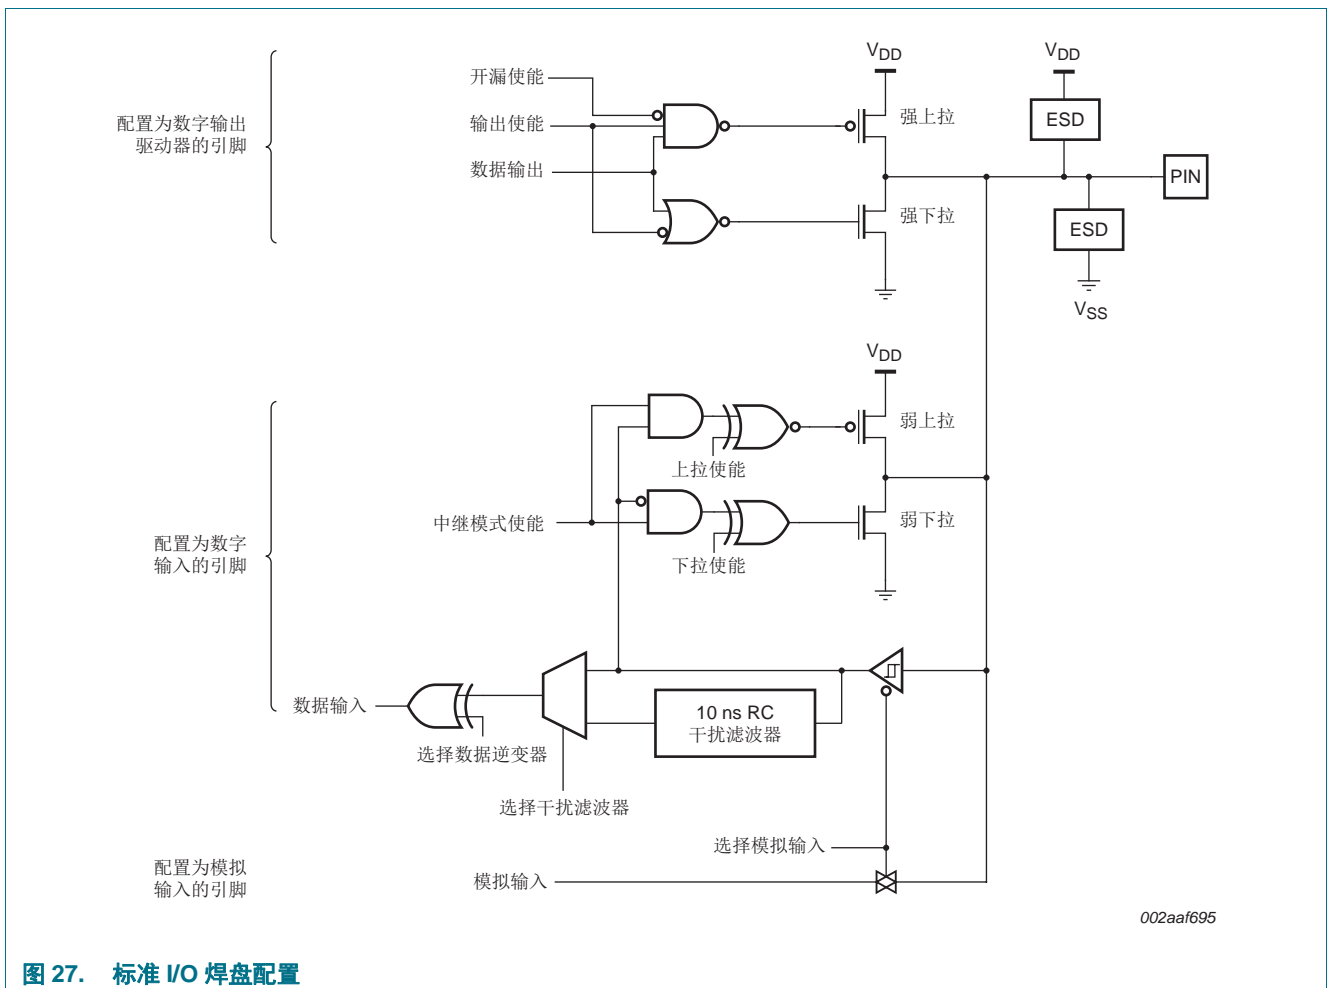 V_DD
V_DD
开漏使能
强上拉
ESD
配置为数字输出
驱动器的引脚
输出使能
数据输出
PIN
强下拉
ESD
V_SS
V_DD
弱上拉
上拉使能
中继模式使能
弱下拉
配置为数字
输入的引脚
下拉使能
数据输入
10 ns RC
干扰滤波器
选择数据逆变器
选择干扰滤波器
选择模拟输入
配置为模拟
输入的引脚
模拟输入
002aaf695
图 27. 标准 I/O 焊盘配置